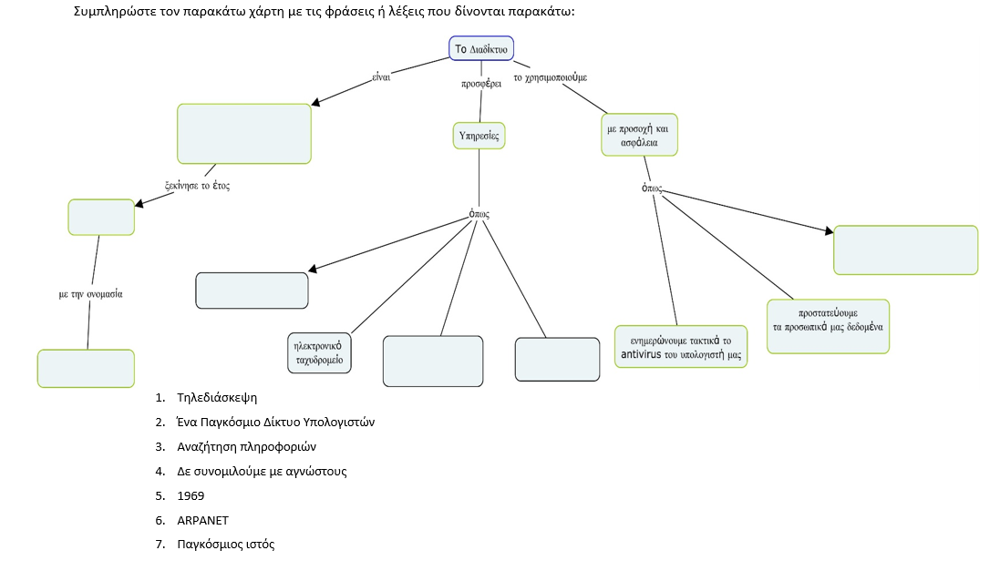 Συμπληρώστε τον παρακάτω χάρτη με τις φράσεις ή λέξεις που δίνονται παρακάτω:
Το Διαδίκτυο
είναι
προσφέρει
το χρησιμοποιούμε
Υπηρεσίες
με προσοχή και
ασφάλεια
ξεκίνησε το έτος
όπως
όπως
με την ονομασία
ηλεκτρονικό
ταχυδρομείο
ενημερώνουμε τακτικά το
antivirus του υπολογιστή μας
προστατεύουμε
τα προσωπικά μας δεδομένα
1. Τηλεδιάσκεψη
2. Ένα Παγκόσμιο Δίκτυο Υπολογιστών
3. Αναζήτηση πληροφοριών
4. Δε συνομιλούμε με αγνώστους
5. 1969
6. ARPANET
7. Παγκόσμιος ιστός